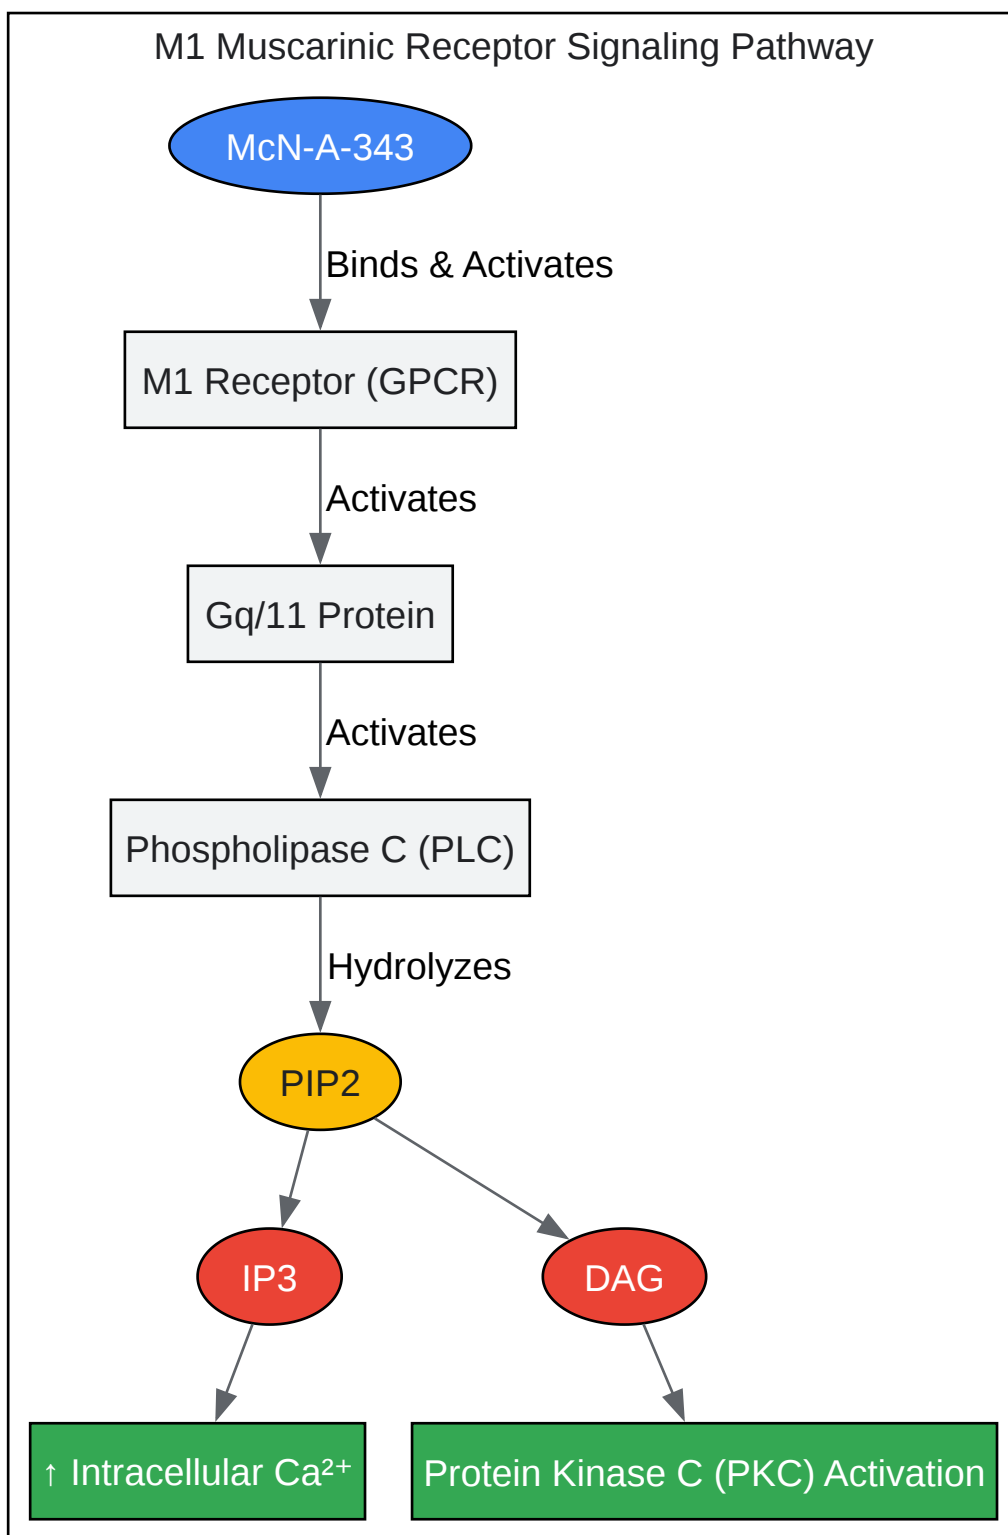 M1 Muscarinic Receptor Signaling Pathway
McN-A-343
Binds & Activates
M1 Receptor (GPCR)
Activates
Gq/11 Protein
Activates
Phospholipase C (PLC)
Hydrolyzes
PIP2
IP3
DAG
↑ Intracellular Ca²⁺
Protein Kinase C (PKC) Activation